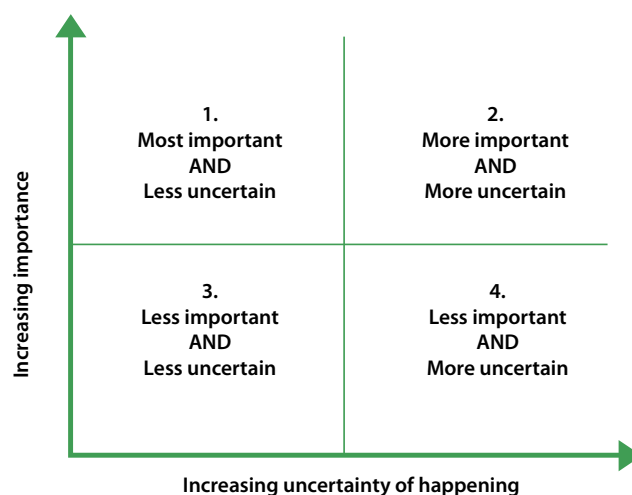 1.
Most important
AND
Less uncertain
2.
More important
AND
More uncertain
3.
Less important
AND
Less uncertain
4.
Less important
AND
More uncertain
Increasing importance
Increasing uncertainty of happening